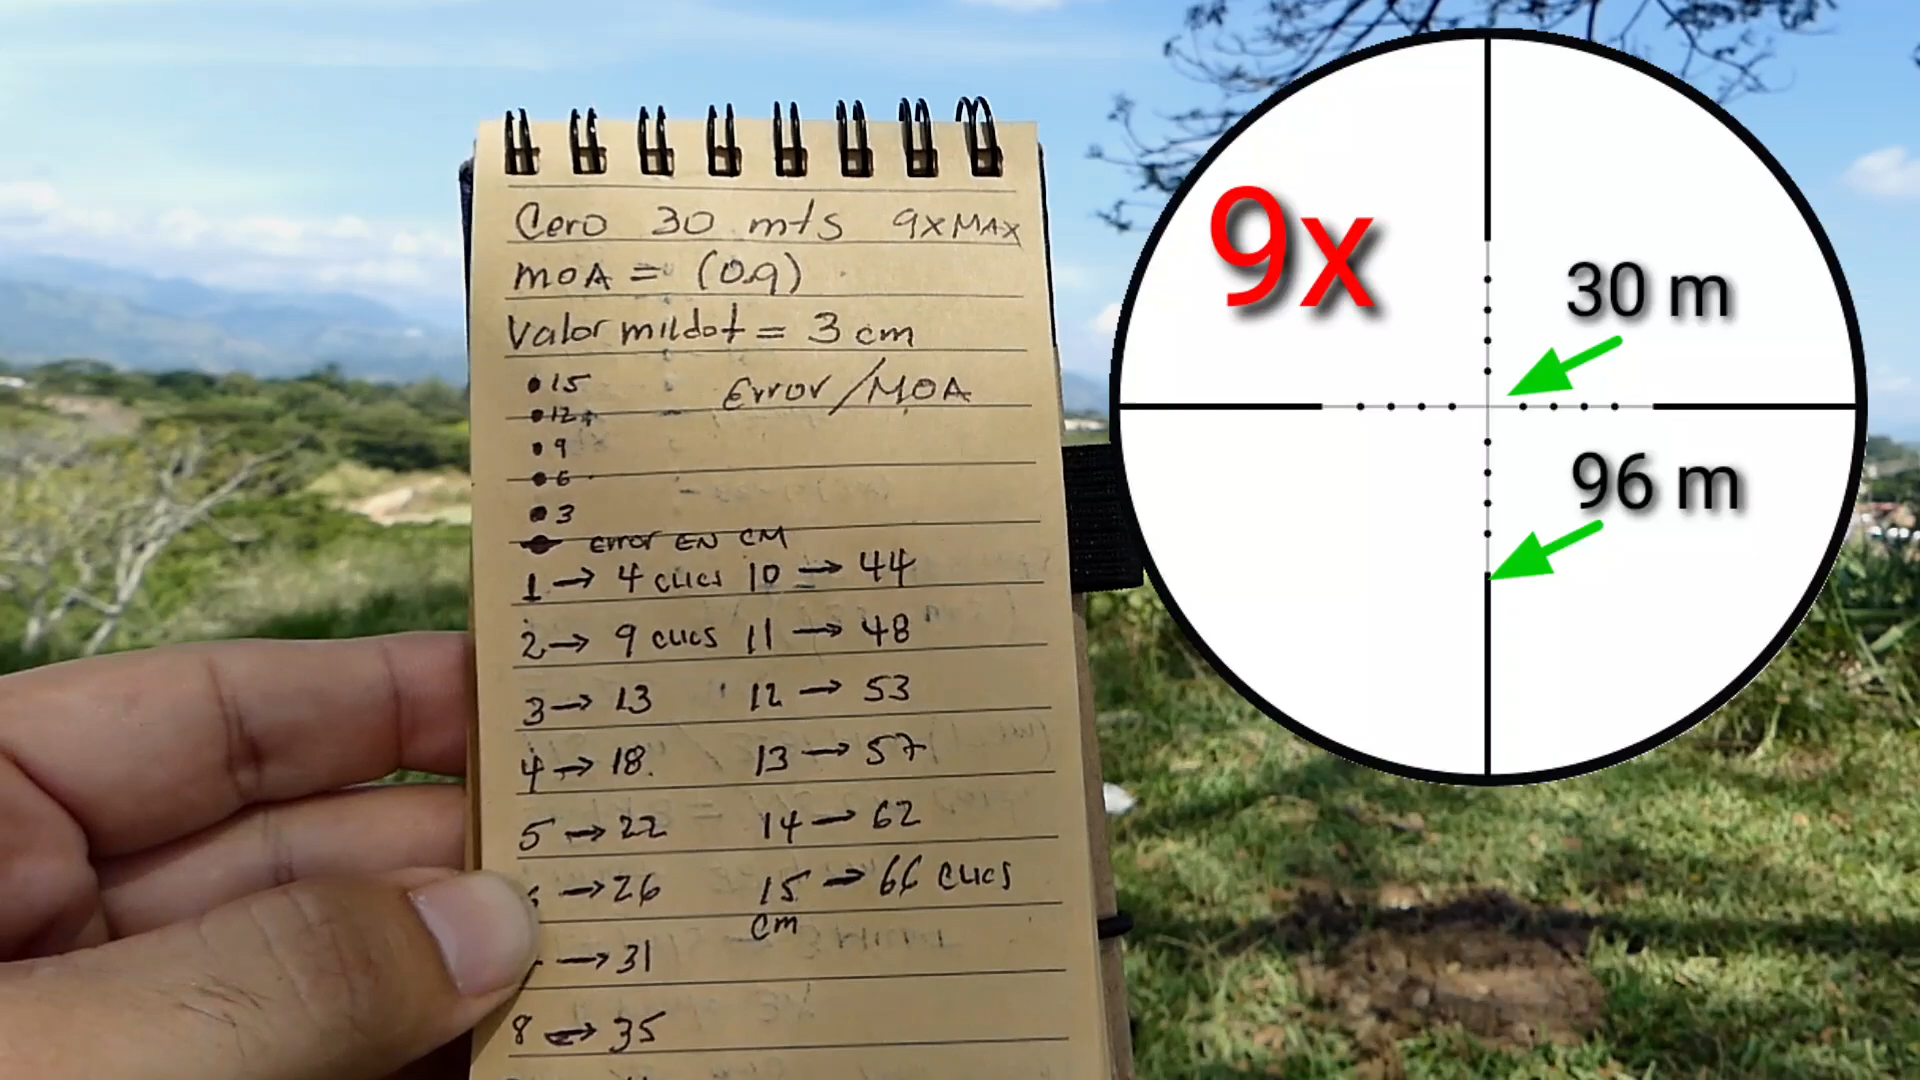 Cero 30 mts 9x MAX
MOA = (0.9)
Valor mildot = 3 cm
• 15 Error/MOA
• 12
• 9
• 6
• 3
error EN CM
1 → 4 clics 10 → 44
2 → 9 clics 11 → 48
3 → 13 12 → 53
4 → 18. 13 → 57
5 → 22 14 → 62
→ 26 15 → 66 clics
cm
→ 31
8 → 35
9x
30 m
96 m